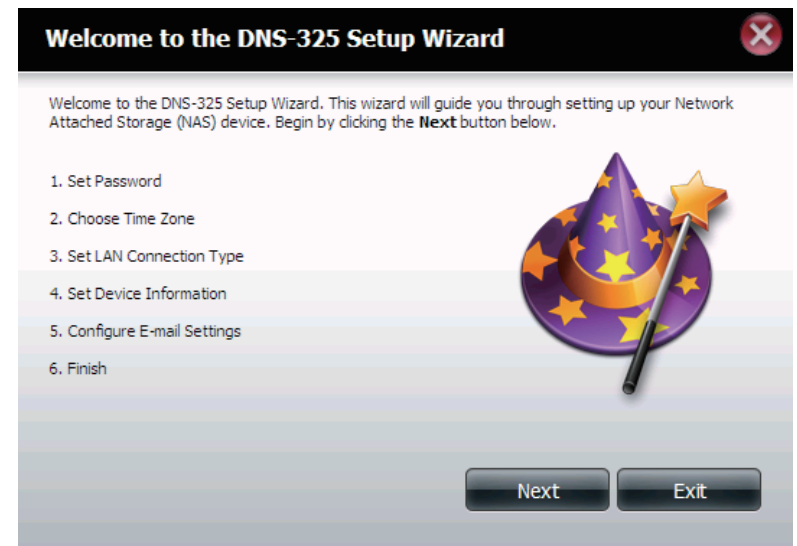 Welcome to the DNS-325 Setup Wizard
Welcome to the DNS-325 Setup Wizard. This wizard will guide you through setting up your Network
Attached Storage (NAS) device. Begin by clicking the Next button below.
1. Set Password
2. Choose Time Zone
3. Set LAN Connection Type
4. Set Device Information
5. Configure E-mail Settings
6. Finish
Next
Exit